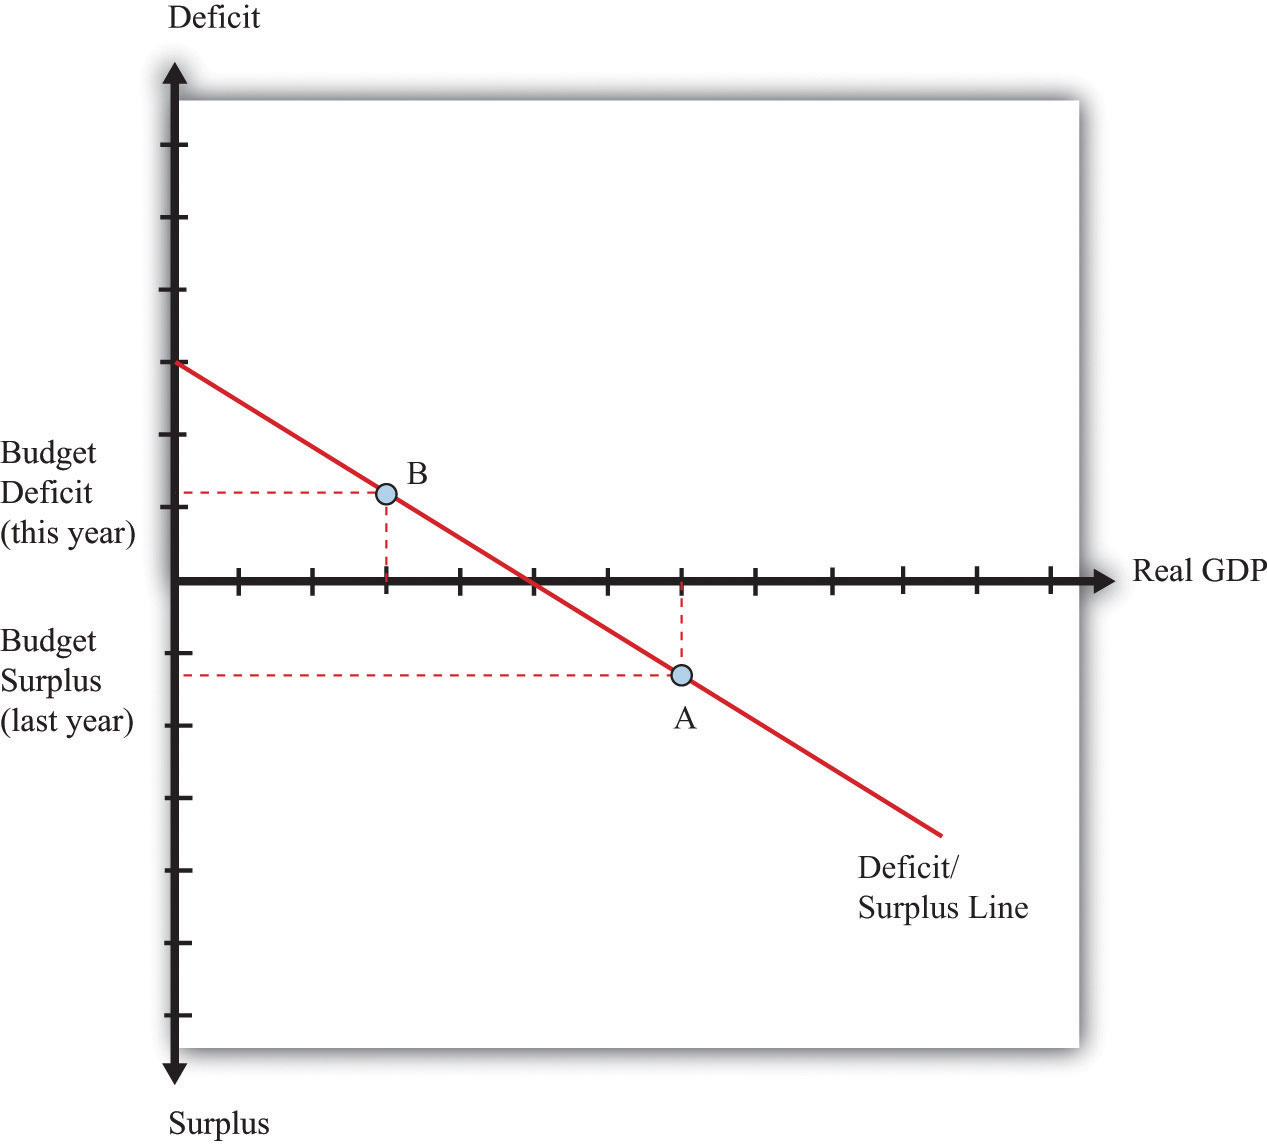 Deficit
Budget
Deficit
(this year)
B
Real GDP
Budget
Surplus
(last year)
A
Deficit/
Surplus Line
Surplus